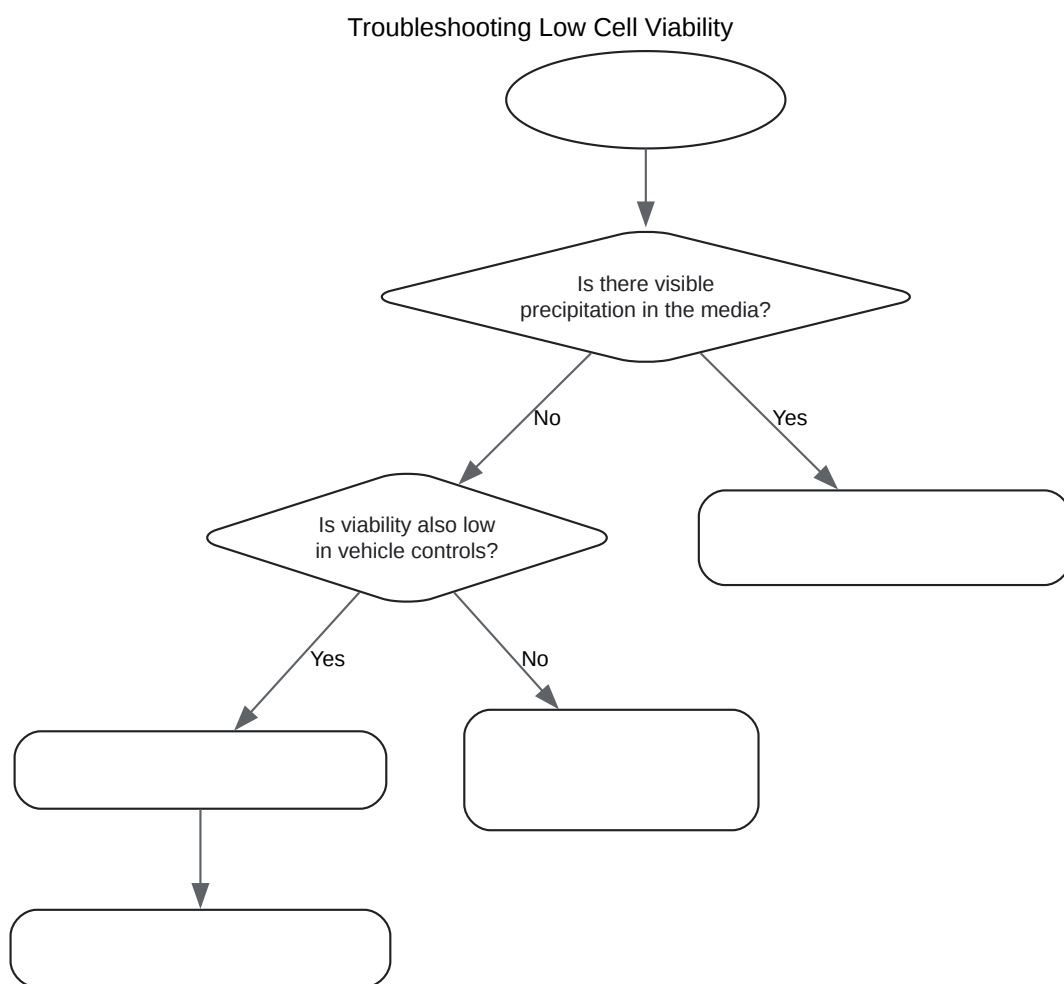 Troubleshooting Low Cell Viability
Is there visible
precipitation in the media?
No
Yes
Is viability also low
in vehicle controls?
Yes
No